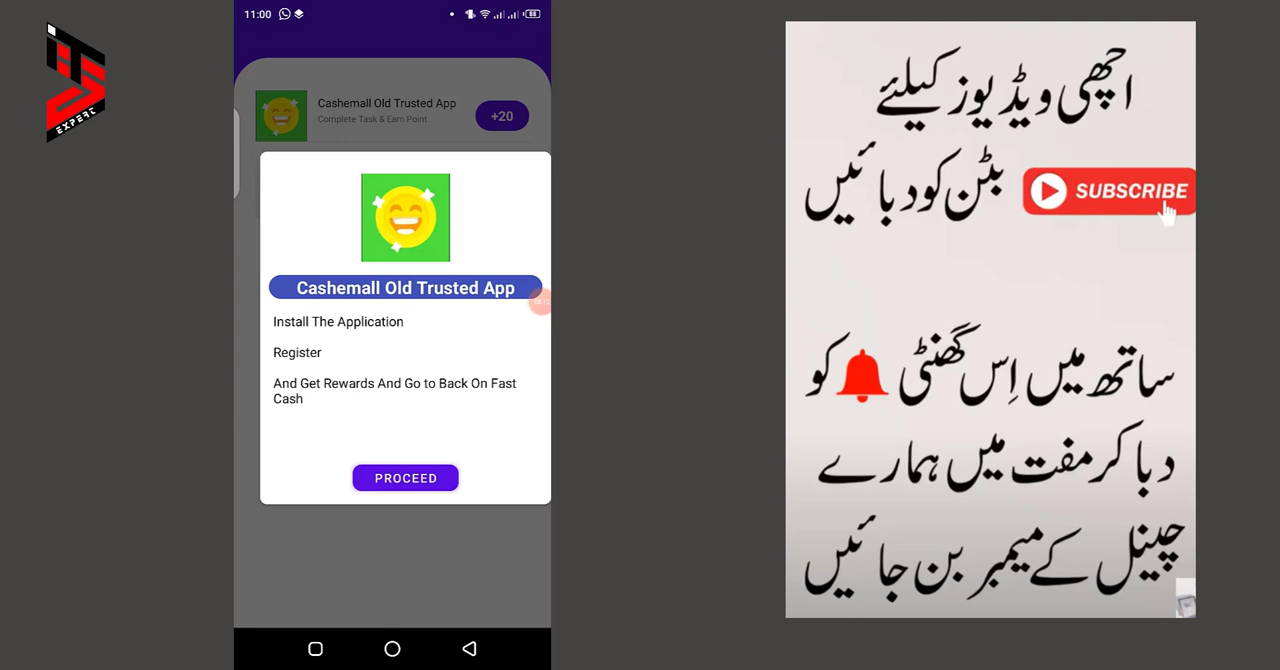 ITS
EXPERT
11:00
88
Cashemall Old Trusted App
Complete Task & Earn Point
+20
Cashemall Old Trusted App
Install The Application
Register
And Get Rewards And Go to Back On Fast
Cash
PROCEED
اچھی ویڈیوز کیلئے
SUBSCRIBE بٹن کو دبائیں
ساتھ میں اِس گھنٹی کو
دبا کر مفت میں ہمارے
چینل کے میمبر بن جائیں